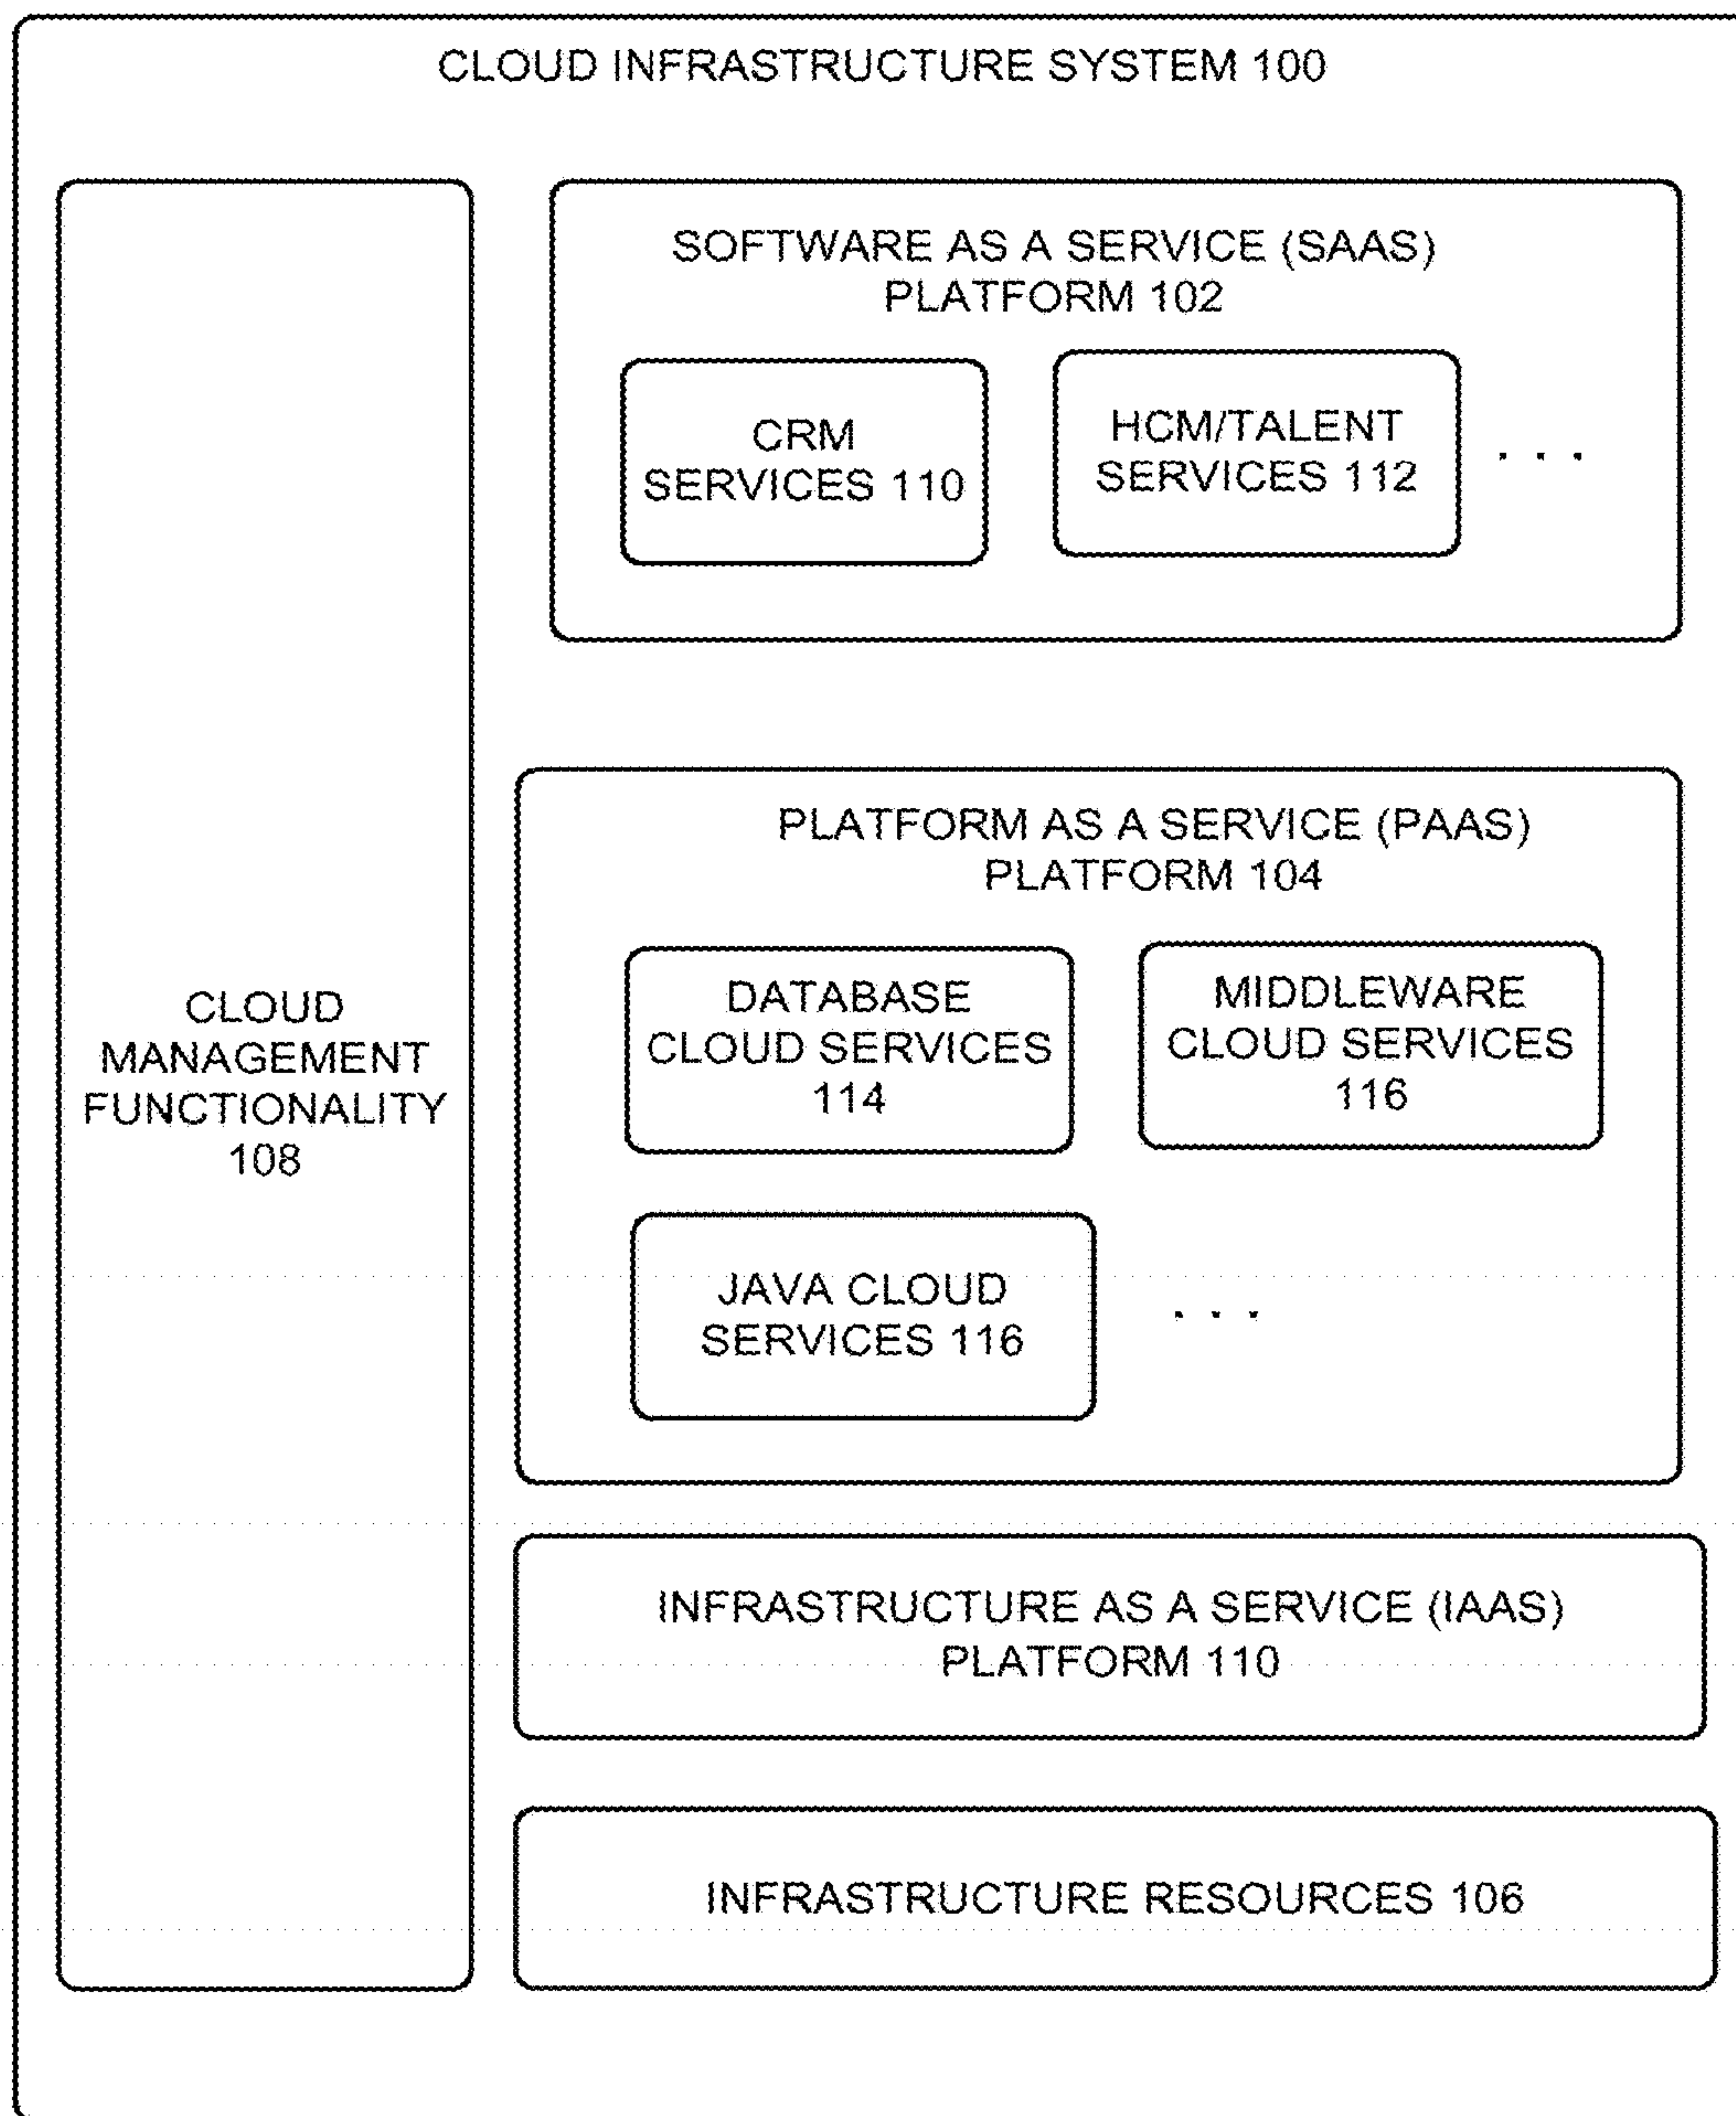 CLOUD INFRASTRUCTURE SYSTEM 100
SOFTWARE AS A SERVICE (SAAS)
PLATFORM 102
CRM
SERVICES 110
HCM/TALENT
SERVICES 112
. . .
PLATFORM AS A SERVICE (PAAS)
PLATFORM 104
DATABASE
CLOUD SERVICES
114
MIDDLEWARE
CLOUD SERVICES
116
CLOUD
MANAGEMENT
FUNCTIONALITY
108
JAVA CLOUD
SERVICES 116
. . .
INFRASTRUCTURE AS A SERVICE (IAAS)
PLATFORM 110
INFRASTRUCTURE RESOURCES 106